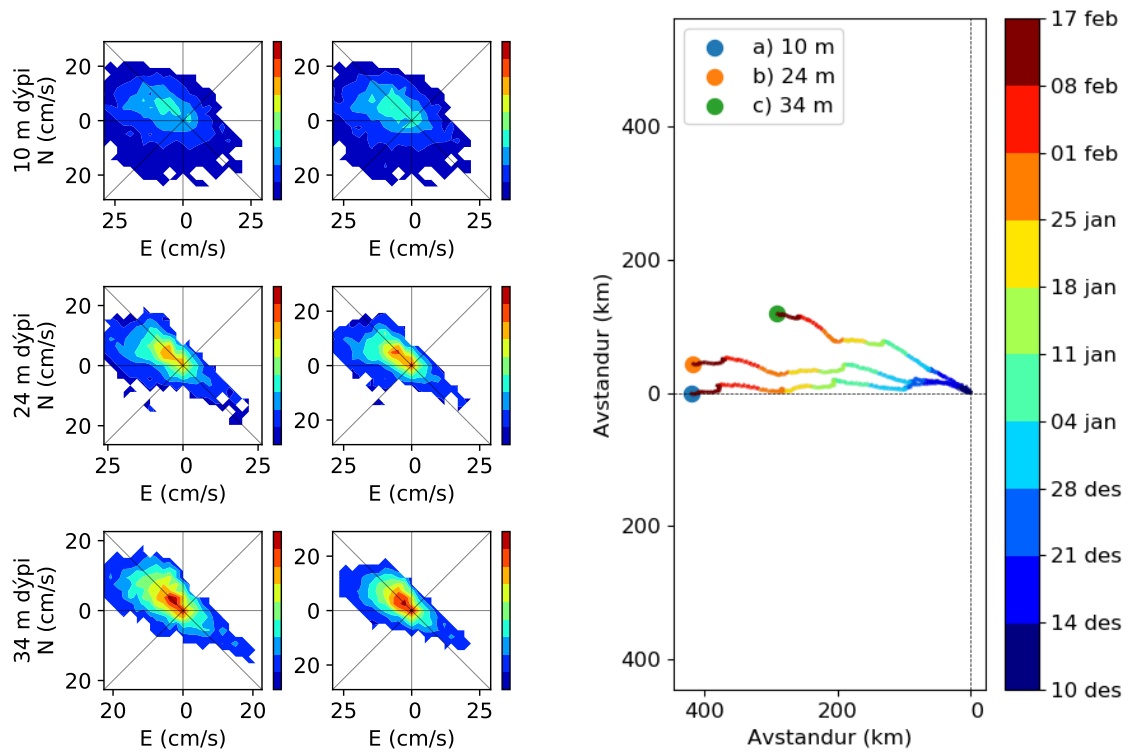 10 m dýpi
N (cm/s)
20
0
20
25
0
25
E (cm/s)
25
0
25
E (cm/s)
24 m dýpi
N (cm/s)
20
0
20
25
0
25
E (cm/s)
20
0
20
25
0
25
E (cm/s)
34 m dýpi
N (cm/s)
20
0
20
20
0
20
E (cm/s)
20
0
20
25
0
25
E (cm/s)
a) 10 m
b) 24 m
c) 34 m
Avstandur (km)
400
200
0
200
400
400
200
0
Avstandur (km)
17 feb
08 feb
01 feb
25 jan
18 jan
11 jan
04 jan
28 des
21 des
14 des
10 des